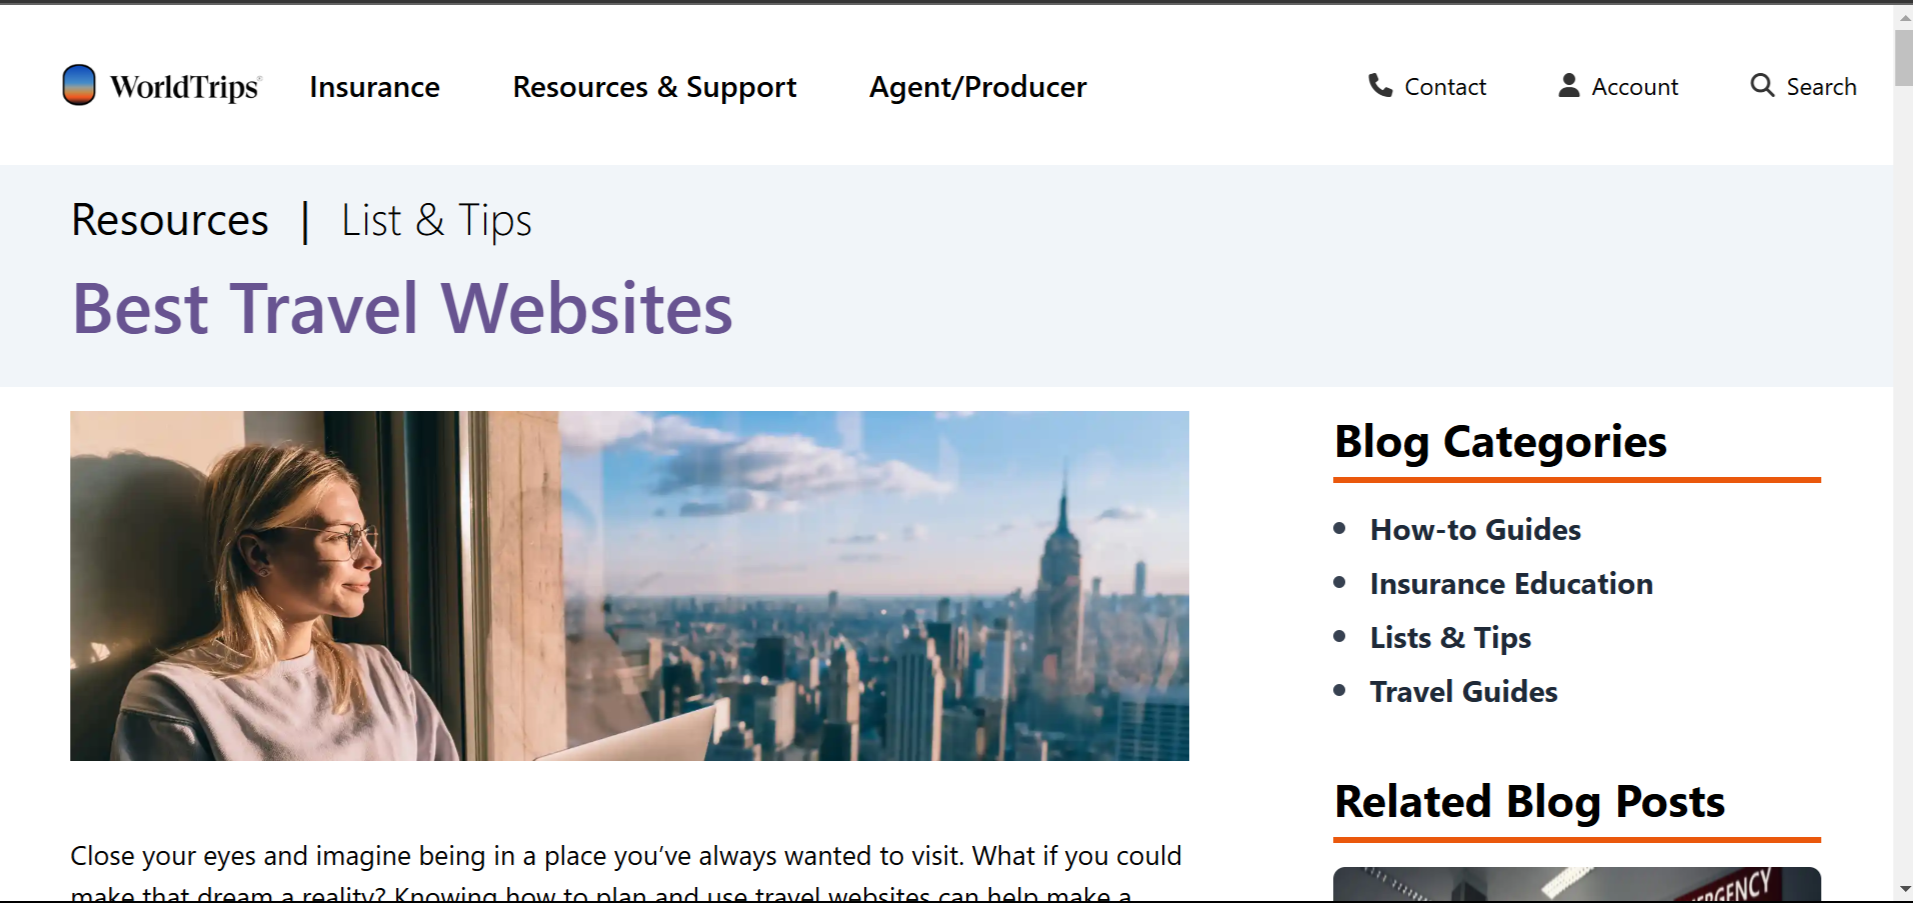 WorldTrips
Insurance
Resources & Support
Agent/Producer
Contact
Account
Search
Resources | List & Tips
Best Travel Websites
Close your eyes and imagine being in a place you’ve always wanted to visit. What if you could
make that dream a reality? Knowing how to plan and use travel websites can help make a
Blog Categories
How-to Guides
Insurance Education
Lists & Tips
Travel Guides
Related Blog Posts